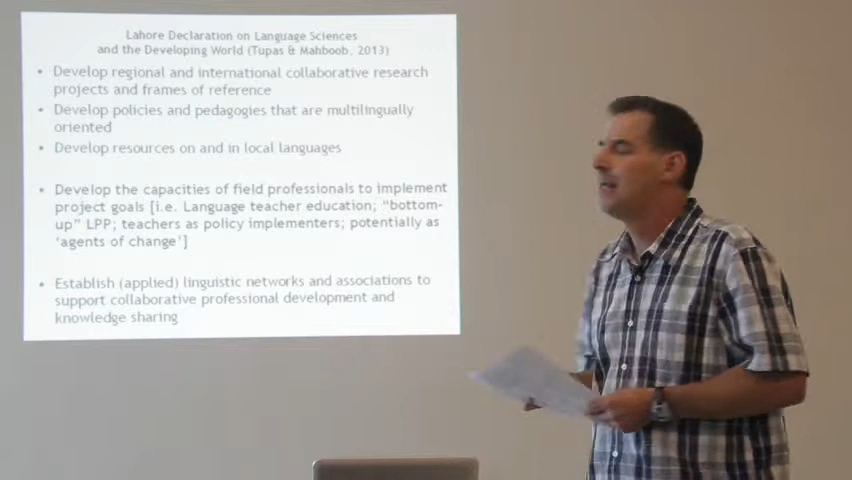 Lahore Declaration on Language Sciences
and the Developing World (Tupas & Mahboob, 2013)
• Develop regional and international collaborative research
projects and frames of reference
• Develop policies and pedagogies that are multilingually
oriented
• Develop resources on and in local languages
• Develop the capacities of field professionals to implement
project goals [i.e. Language teacher education; “bottom-
up” LPP; teachers as policy implementers; potentially as
‘agents of change’]
• Establish (applied) linguistic networks and associations to
support collaborative professional development and
knowledge sharing